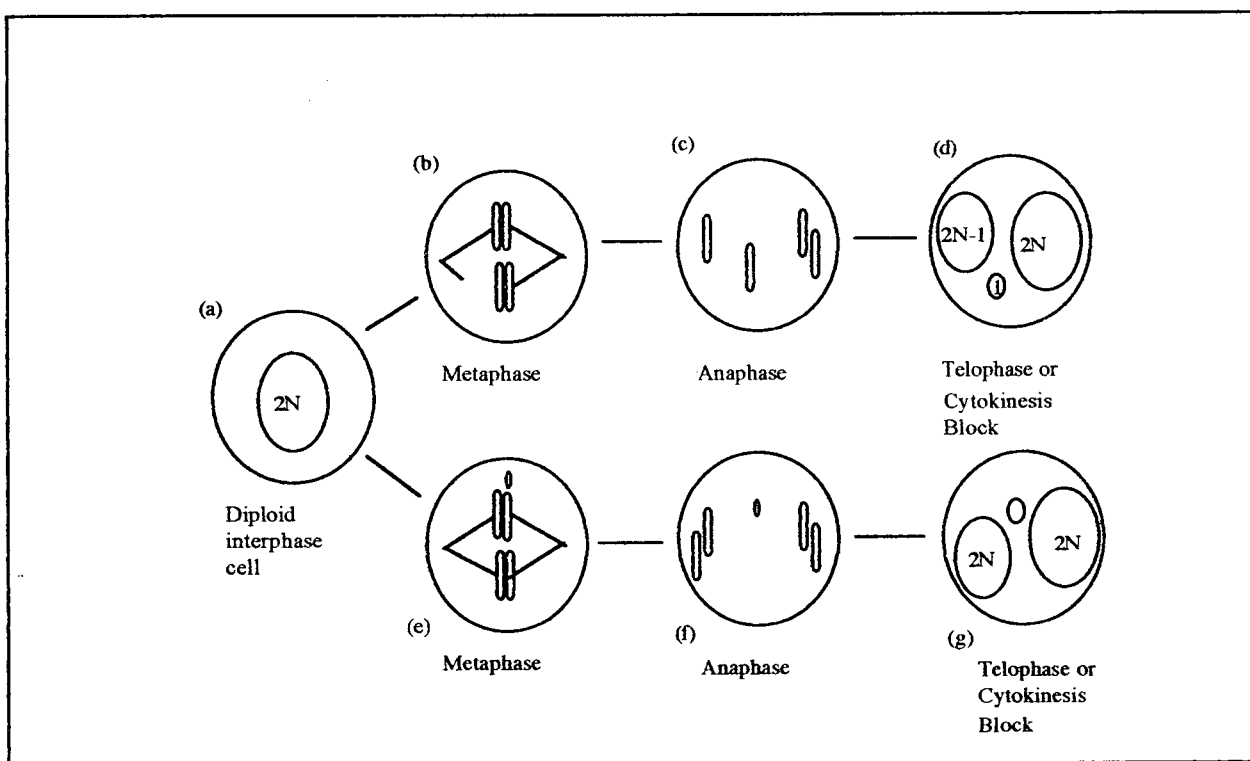 (a)
2N
Diploid
interphase
cell
(b)
Metaphase
(c)
Anaphase
(d)
2N-1
2N
1
Telophase or
Cytokinesis
Block
(e)
Metaphase
(f)
Anaphase
(g)
2N
2N
Telophase or
Cytokinesis
Block